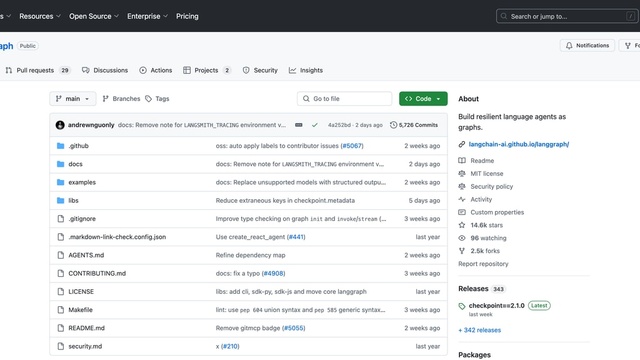 s Resources Open Source Enterprise Pricing Search or jump to... /
aph Public Notifications Fo
Pull requests 29 Discussions Actions Projects 2 Security Insights
main Branches Tags Go to file Code
andrewnguonly docs: Remove note for LANGSMITH_TRACING environment v... 4a252bd · 2 days ago 5,726 Commits
.github oss: auto apply labels to contributor issues (#5067) 2 weeks ago
docs docs: Remove note for LANGSMITH_TRACING environment v... 2 days ago
examples docs: Replace unsupported models with structured outpu... 2 weeks ago
libs Reduce extraneous keys in checkpoint.metadata 5 days ago
.gitignore Improve type checking on graph init and invoke/stream (... 3 weeks ago
.markdown-link-check.config.json Use create_react_agent (#441) last year
AGENTS.md Refine dependency map 2 weeks ago
CONTRIBUTING.md docs: fix a typo (#4908) 3 weeks ago
LICENSE libs: add cli, sdk-py, sdk-js and move core langgraph last year
Makefile lint: use pep 604 union syntax and pep 585 generic syntax... 3 weeks ago
README.md Remove gitmcp badge (#5055) 2 weeks ago
security.md x (#210) last year
About
Build resilient language agents as
graphs.
langchain-ai.github.io/langgraph/
Readme
MIT license
Security policy
Activity
Custom properties
14.6k stars
96 watching
2.5k forks
Report repository
Releases 343
checkpoint==2.1.0 Latest
last week
+ 342 releases
Packages